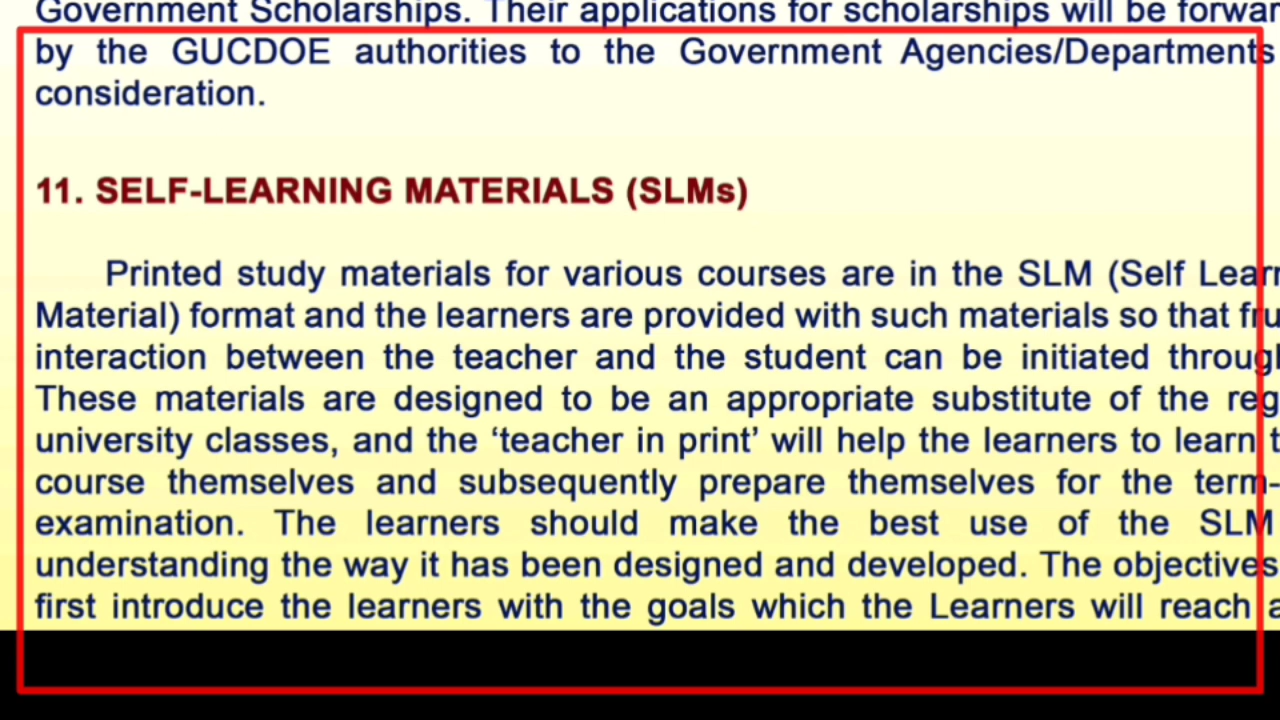 Government Scholarships. Their applications for scholarships will be
by the GUCDOE authorities to the Government Agencies/Departments
consideration.
11. SELF-LEARNING MATERIALS (SLMs)
Printed study materials for various courses are in the SLM (Self
Material) format and the learners are provided with such materials so that
interaction between the teacher and the student can be initiated
These materials are designed to be an appropriate substitute of the
university classes, and the ‘teacher in print’ will help the learners to learn
course themselves and subsequently prepare themselves for the term-
examination. The learners should make the best use of the SLM
understanding the way it has been designed and developed. The objectives
first introduce the learners with the goals which the Learners will reach